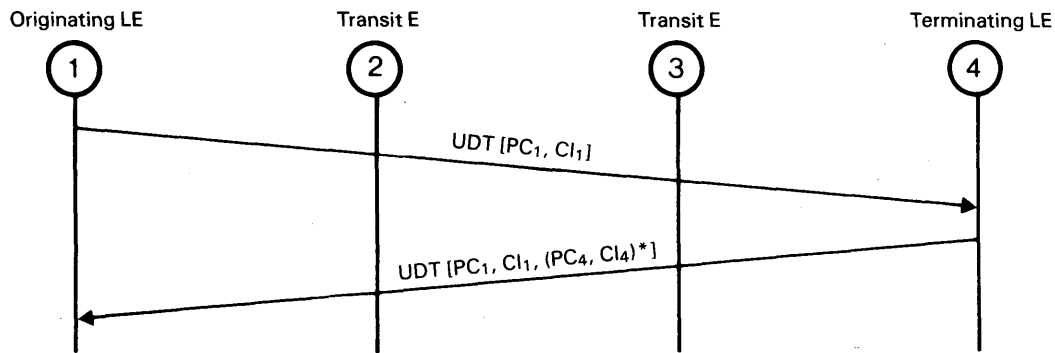 Originating LE
Transit E
Transit E
Terminating LE
1
2
3
4
UDT [PC₁, CI₁]
UDT [PC₁, CI₁, (PC₄, CI₄)*]